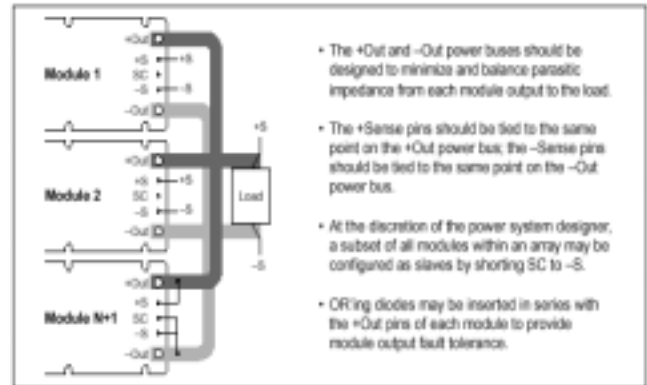 +Out
Module 1
+S
+S
SC
-S
-S
-Out
+S
+Out
Module 2
+S
+S
SC
-S
-S
Load
-Out
-S
+Out
Module N+1
+S
SC
-S
-Out
• The +Out and –Out power buses should be
designed to minimize and balance parasitic
impedance from each module output to the load.
• The +Sense pins should be tied to the same
point on the +Out power bus; the –Sense pins
should be tied to the same point on the –Out
power bus.
• At the discretion of the power system designer,
a subset of all modules within an array may be
configured as slaves by shorting SC to –S.
• OR'ing diodes may be inserted in series with
the +Out pins of each module to provide
module output fault tolerance.